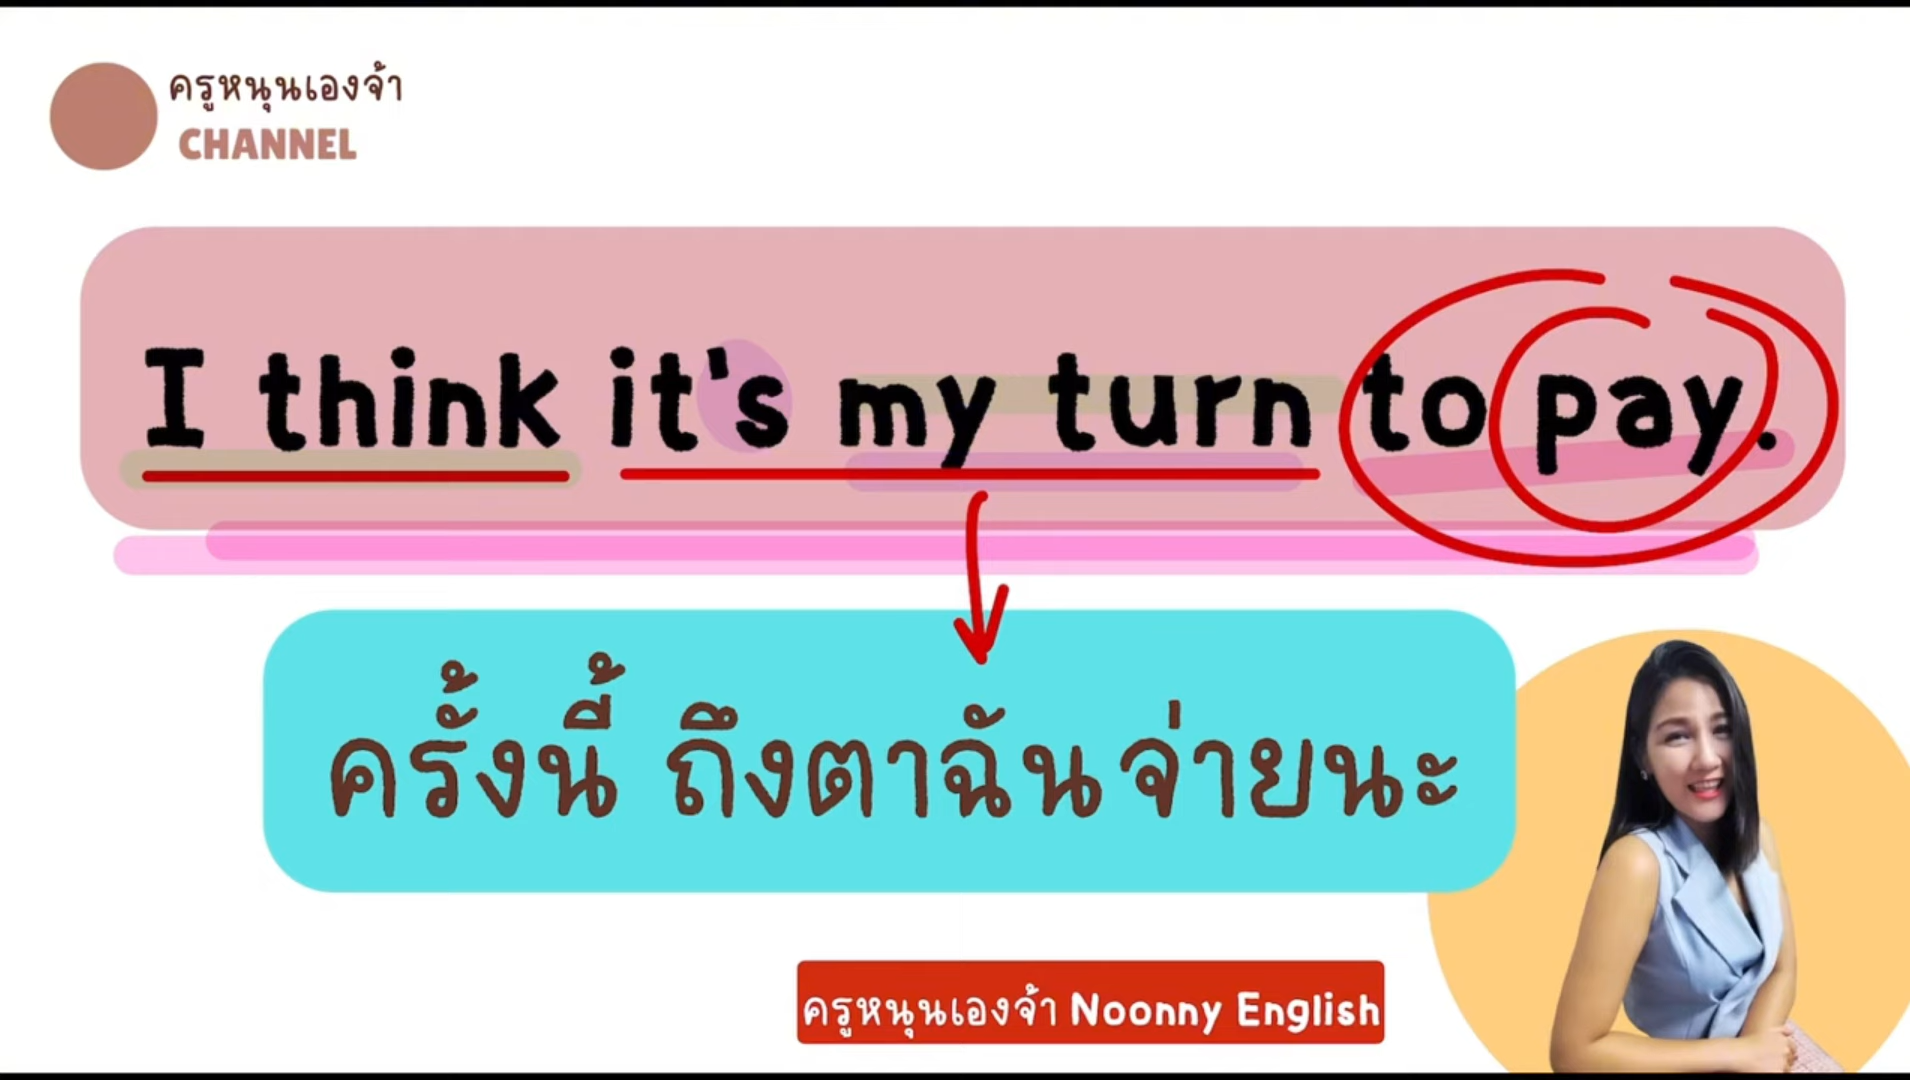 ครูหนุนเองจ้า
CHANNEL
I think it's my turn to pay.
ครั้งนี้ ถึงตาฉันจ่ายนะ
ครูหนุนเองจ้า Noonny English